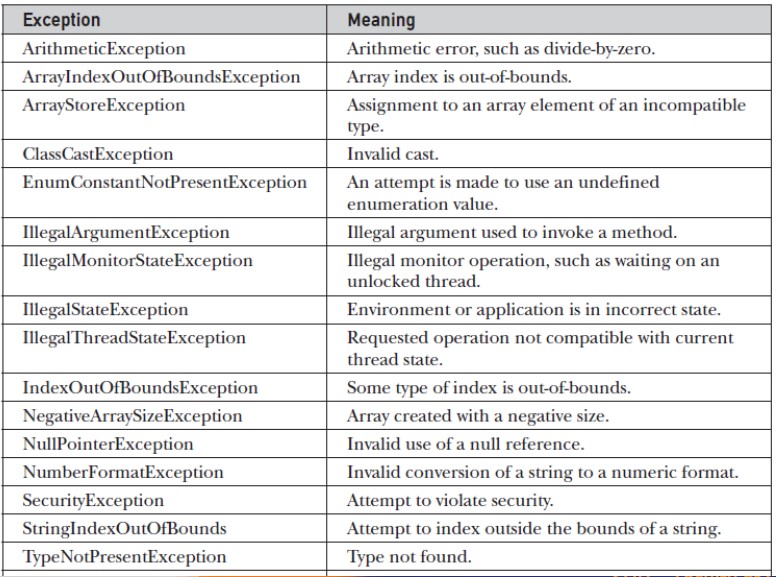 Exception Meaning
ArithmeticException Arithmetic error, such as divide-by-zero.
ArrayIndexOutOfBoundsException Array index is out-of-bounds.
ArrayStoreException Assignment to an array element of an incompatible
type.
ClassCastException Invalid cast.
EnumConstantNotPresentException An attempt is made to use an undefined
enumeration value.
IllegalArgumentException Illegal argument used to invoke a method.
IllegalMonitorStateException Illegal monitor operation, such as waiting on an
unlocked thread.
IllegalStateException Environment or application is in incorrect state.
IllegalThreadStateException Requested operation not compatible with current
thread state.
IndexOutOfBoundsException Some type of index is out-of-bounds.
NegativeArraySizeException Array created with a negative size.
NullPointerException Invalid use of a null reference.
NumberFormatException Invalid conversion of a string to a numeric format.
SecurityException Attempt to violate security.
StringIndexOutOfBounds Attempt to index outside the bounds of a string.
TypeNotPresentException Type not found.